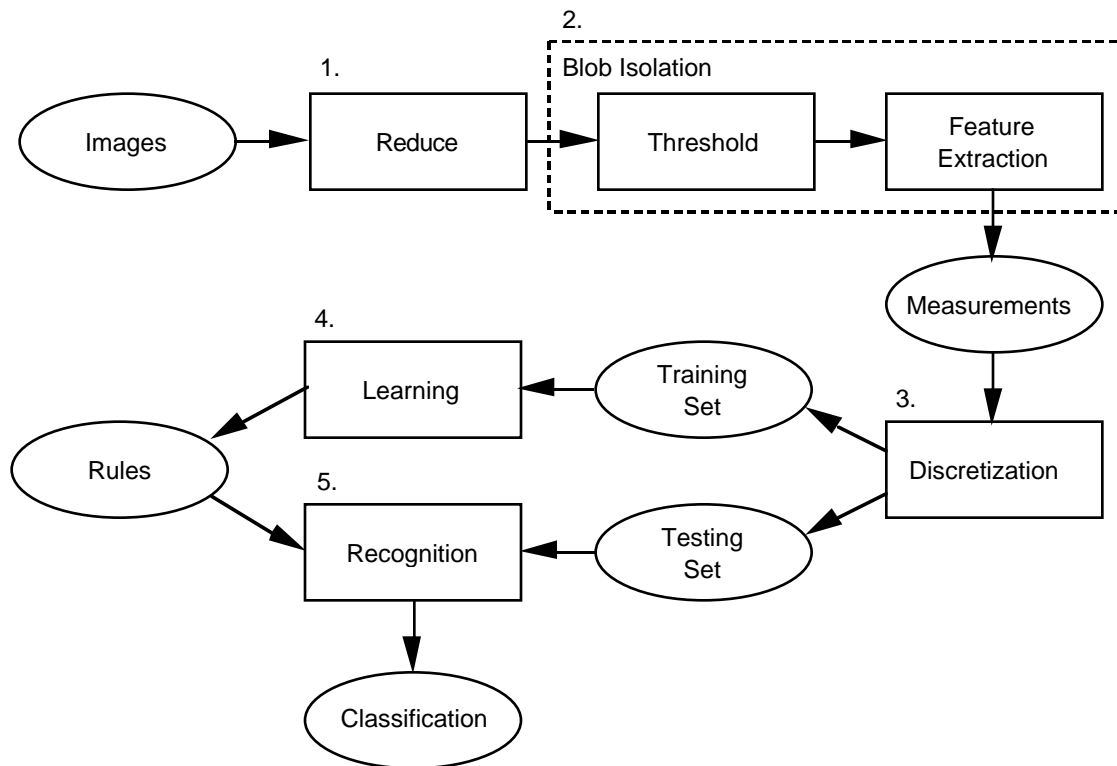 2.
Blob Isolation
1.
Images
Reduce
Threshold
Feature
Extraction
Measurements
4.
Learning
Training
Set
3.
Discretization
Rules
5.
Recognition
Testing
Set
Classification